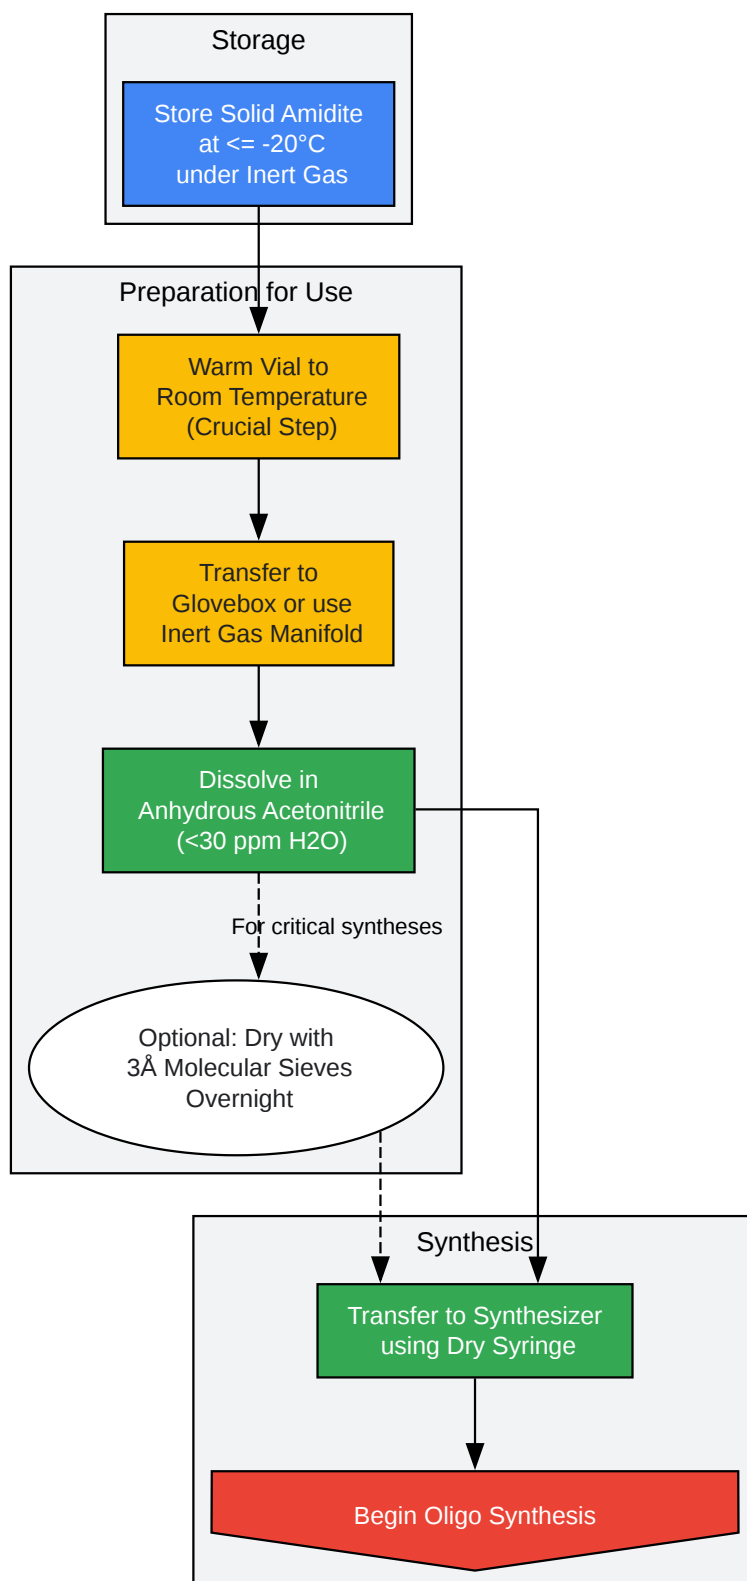 Storage
Store Solid Amidite
at <= -20°C
under Inert Gas
Preparation for Use
Warm Vial to
Room Temperature
(Crucial Step)
Transfer to
Glovebox or use
Inert Gas Manifold
Dissolve in
Anhydrous Acetonitrile
(<30 ppm H2O)
For critical syntheses
Optional: Dry with
3Å Molecular Sieves
Overnight
Synthesis
Transfer to Synthesizer
using Dry Syringe
Begin Oligo Synthesis